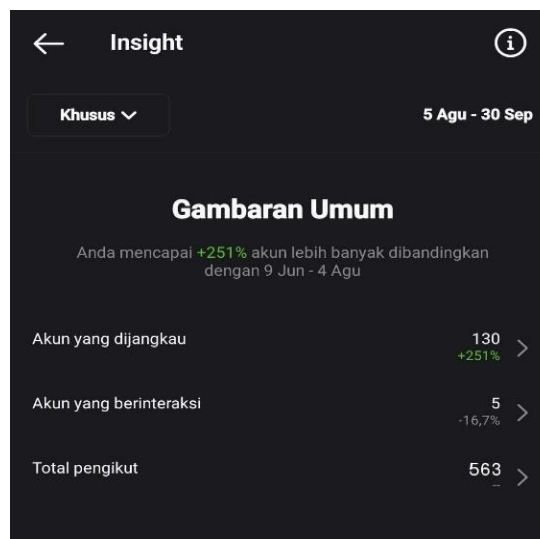 Insight
Khusus
5 Agu - 30 Sep
Gambaran Umum
Anda mencapai +251% akun lebih banyak dibandingkan
dengan 9 Jun - 4 Agu
Akun yang dijangkau
130
+251%
Akun yang berinteraksi
5
-16,7%
Total pengikut
563
--